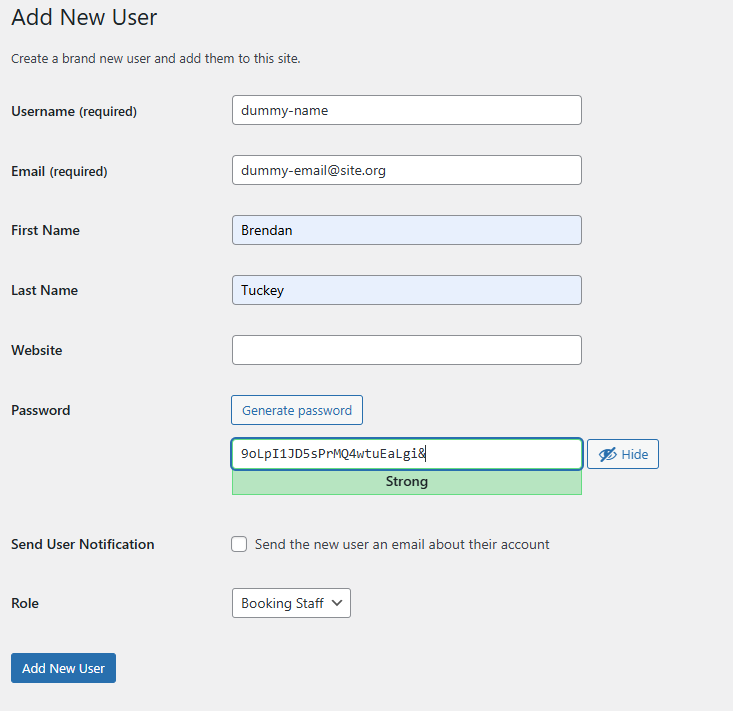 Add New User
Create a brand new user and add them to this site.
Username (required)
dummy-name
Email (required)
dummy-email@site.org
First Name
Brendan
Last Name
Tuckey
Website
Password
Generate password
9oLpI1JD5sPrMQ4wtuEaLgi&
Hide
Strong
Send User Notification
Send the new user an email about their account
Role
Booking Staff
Add New User